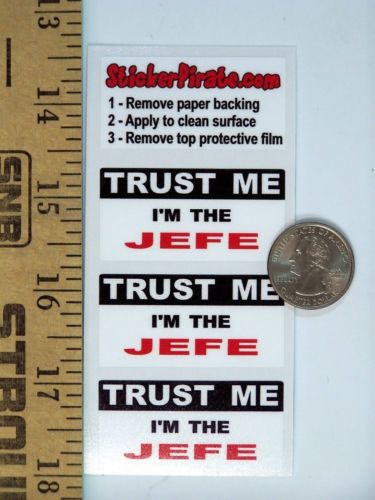 StickerPirate.com
1 - Remove paper backing
2 - Apply to clean surface
3 - Remove top protective film
TRUST ME
I'M THE
JEFE
TRUST ME
I'M THE
JEFE
TRUST ME
I'M THE
JEFE
13
14
15
16
17
18
SNB